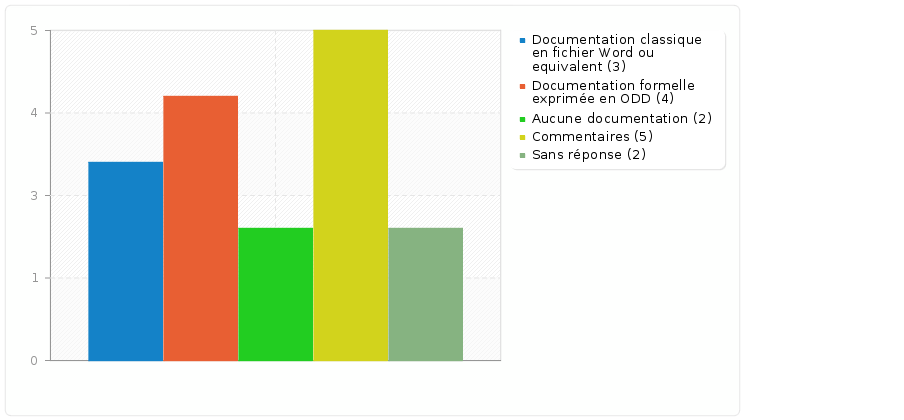 5
4
3
1
0
Documentation classique
en fichier Word ou
equivalent (3)
Documentation formelle
exprimée en ODD (4)
Aucune documentation (2)
Commentaires (5)
Sans réponse (2)